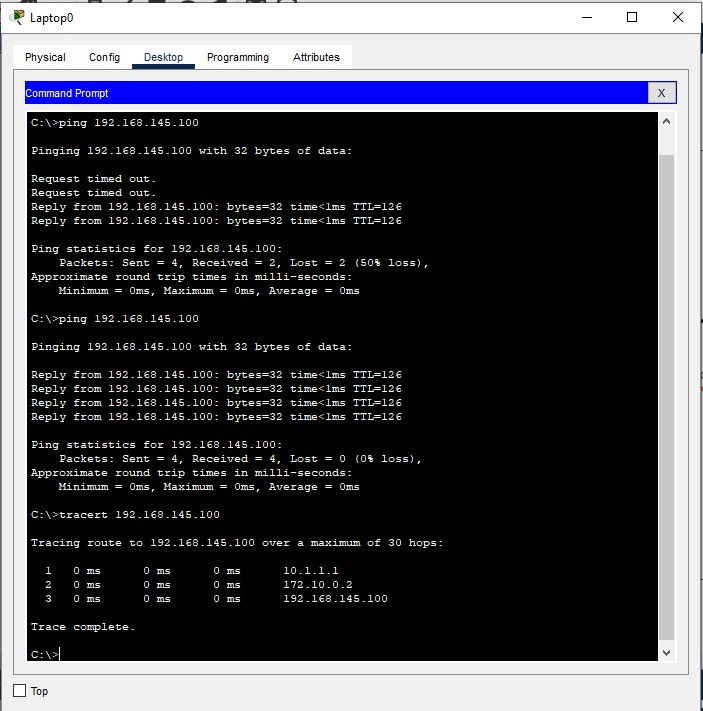 Laptop0
Physical Config Desktop Programming Attributes
Command Prompt X
C:\>ping 192.168.145.100
Pinging 192.168.145.100 with 32 bytes of data:
Request timed out.
Request timed out.
Reply from 192.168.145.100: bytes=32 time<1ms TTL=126
Reply from 192.168.145.100: bytes=32 time<1ms TTL=126
Ping statistics for 192.168.145.100:
Packets: Sent = 4, Received = 2, Lost = 2 (50% loss),
Approximate round trip times in milli-seconds:
Minimum = 0ms, Maximum = 0ms, Average = 0ms
C:\>ping 192.168.145.100
Pinging 192.168.145.100 with 32 bytes of data:
Reply from 192.168.145.100: bytes=32 time<1ms TTL=126
Reply from 192.168.145.100: bytes=32 time<1ms TTL=126
Reply from 192.168.145.100: bytes=32 time<1ms TTL=126
Reply from 192.168.145.100: bytes=32 time<1ms TTL=126
Ping statistics for 192.168.145.100:
Packets: Sent = 4, Received = 4, Lost = 0 (0% loss),
Approximate round trip times in milli-seconds:
Minimum = 0ms, Maximum = 0ms, Average = 0ms
C:\>tracert 192.168.145.100
Tracing route to 192.168.145.100 over a maximum of 30 hops:
1 0 ms 0 ms 0 ms 10.1.1.1
2 0 ms 0 ms 0 ms 172.10.0.2
3 0 ms 0 ms 0 ms 192.168.145.100
Trace complete.
C:\>
Top